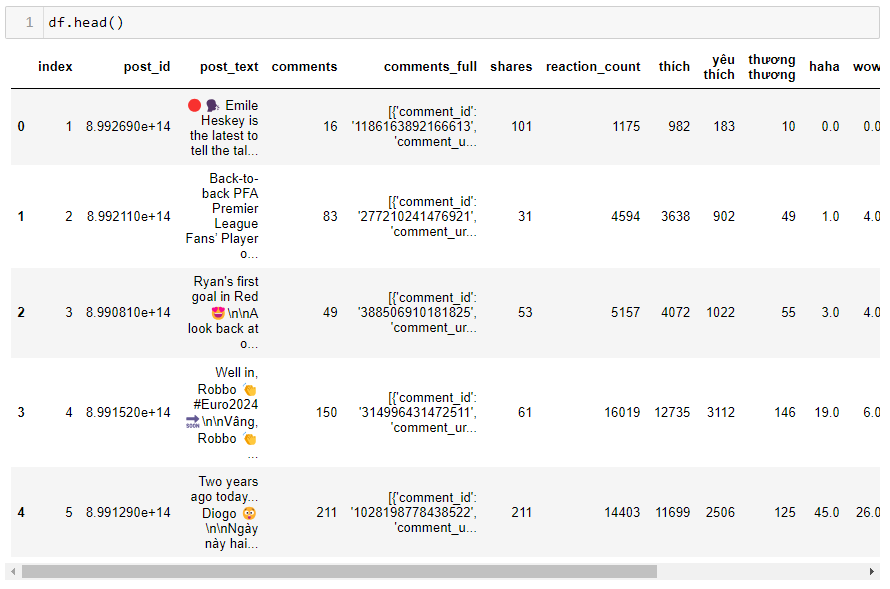 1 df.head()
index post_id post_text comments comments_full shares reaction_count thích yêu thích thương thương haha wow
0 1 8.992690e+14 🔴 🗣️ Emile Heskey is the latest to tell the tal... 16 [{'comment_id': '1186163892166613', 'comment_u... 101 1175 982 183 10 0.0 0.0
1 2 8.992110e+14 Back-to-back PFA Premier League Fans' Player o... 83 [{'comment_id': '277210241476921', 'comment_ur... 31 4594 3638 902 49 1.0 4.0
2 3 8.990810e+14 Ryan's first goal in Red 😍\n\nA look back at o... 49 [{'comment_id': '388506910181825', 'comment_ur... 53 5157 4072 1022 55 3.0 4.0
3 4 8.991520e+14 Well in, Robbo 👏 #Euro2024 🔜\n\nVâng, Robbo 👏 ... 150 [{'comment_id': '314996431472511', 'comment_ur... 61 16019 12735 3112 146 19.0 6.0
4 5 8.991290e+14 Two years ago today... Diogo 😳 \n\nNgày này hai... 211 [{'comment_id': '1028198778438522', 'comment_u... 211 14403 11699 2506 125 45.0 26.0